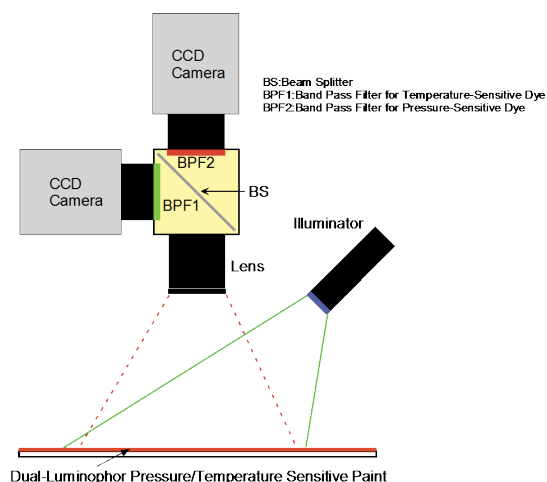 CCD
Camera
BS:Beam Splitter
BPF1:Band Pass Filter for Temperature-Sensitive Dye
BPF2:Band Pass Filter for Pressure-Sensitive Dye
BPF2
CCD
Camera
BPF1
BS
Illuminator
Lens
Dual-Luminophor Pressure/Temperature Sensitive Paint